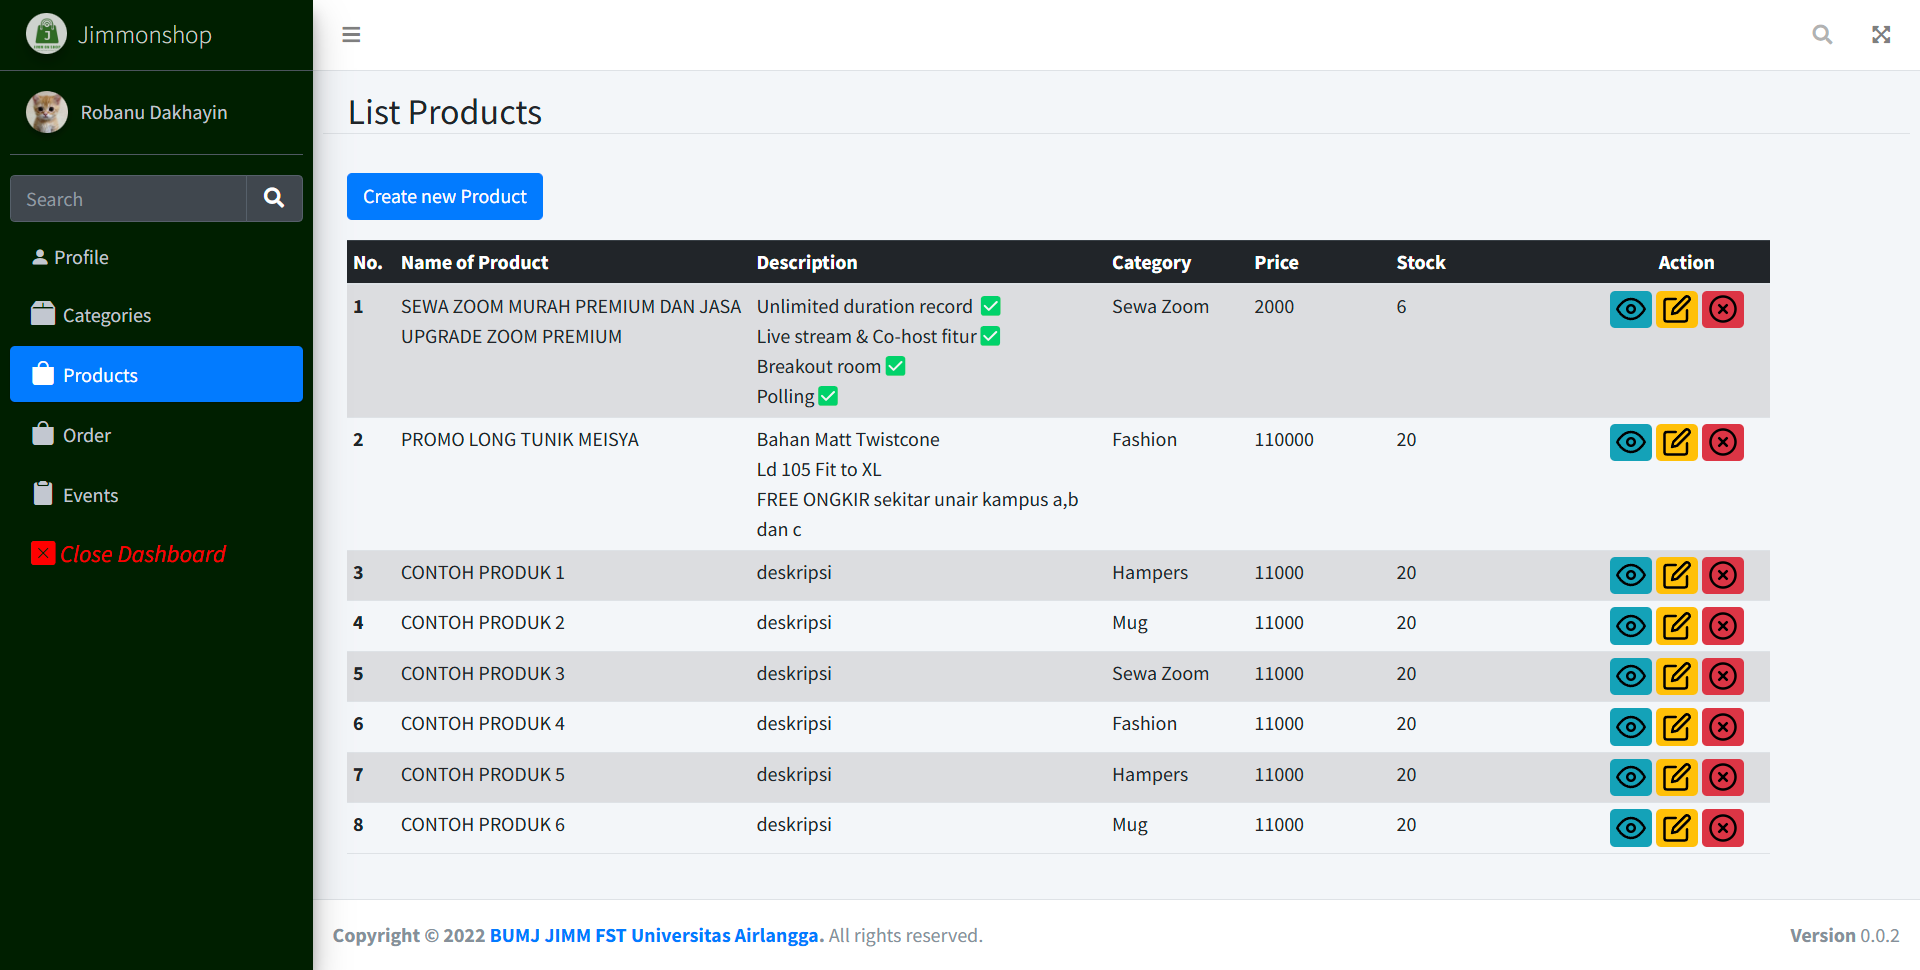 Jimmonshop
Robanu Dakhayin
Search
Profile
Categories
Products
Order
Events
Close Dashboard
List Products
Create new Product
No. Name of Product Description Category Price Stock Action
1 SEWA ZOOM MURAH PREMIUM DAN JASA Unlimited duration record ✅ Sewa Zoom 2000 6
UPGRADE ZOOM PREMIUM Live stream & Co-host fitur ✅
Breakout room ✅
Polling ✅
2 PROMO LONG TUNIK MEISYA Bahan Matt Twistcone Fashion 110000 20
Ld 105 Fit to XL
FREE ONGKIR sekitar unair kampus a,b
dan c
3 CONTOH PRODUK 1 deskripsi Hampers 11000 20
4 CONTOH PRODUK 2 deskripsi Mug 11000 20
5 CONTOH PRODUK 3 deskripsi Sewa Zoom 11000 20
6 CONTOH PRODUK 4 deskripsi Fashion 11000 20
7 CONTOH PRODUK 5 deskripsi Hampers 11000 20
8 CONTOH PRODUK 6 deskripsi Mug 11000 20
Copyright © 2022 BUMJ JIMM FST Universitas Airlangga. All rights reserved. Version 0.0.2